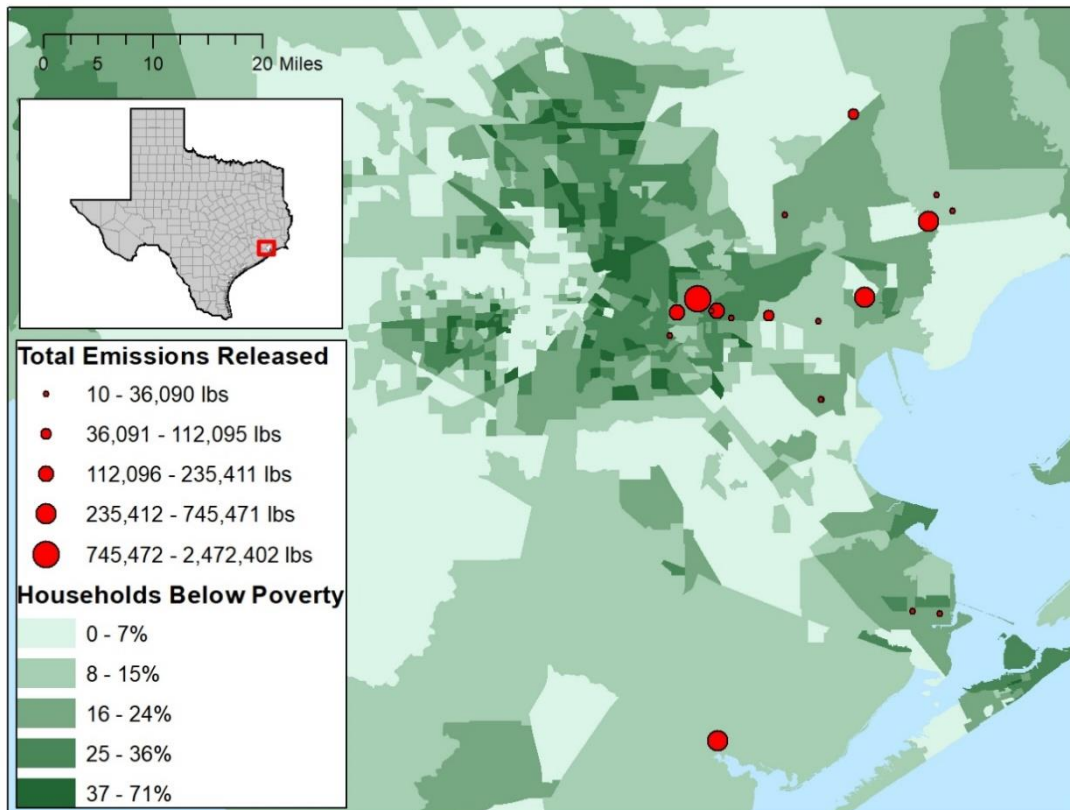 0 5 10 20 Miles
Total Emissions Released
10 - 36,090 lbs
36,091 - 112,095 lbs
112,096 - 235,411 lbs
235,412 - 745,471 lbs
745,472 - 2,472,402 lbs
Households Below Poverty
0 - 7%
8 - 15%
16 - 24%
25 - 36%
37 - 71%